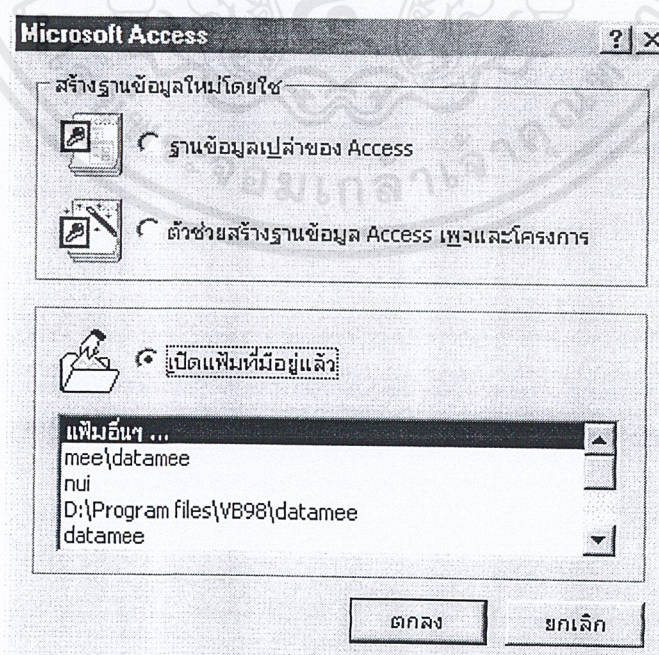 Microsoft Access
สร้างฐานข้อมูลใหม่โดยใช้
ฐานข้อมูลเปล่าของ Access
ตัวช่วยสร้างฐานข้อมูล Access เพจและโครงการ
เปิดแฟ้มที่มีอยู่แล้ว
แฟ้มอื่นๆ ...
mee\datamee
nui
D:\Program files\VB98\datamee
datamee
ตกลง
ยกเลิก